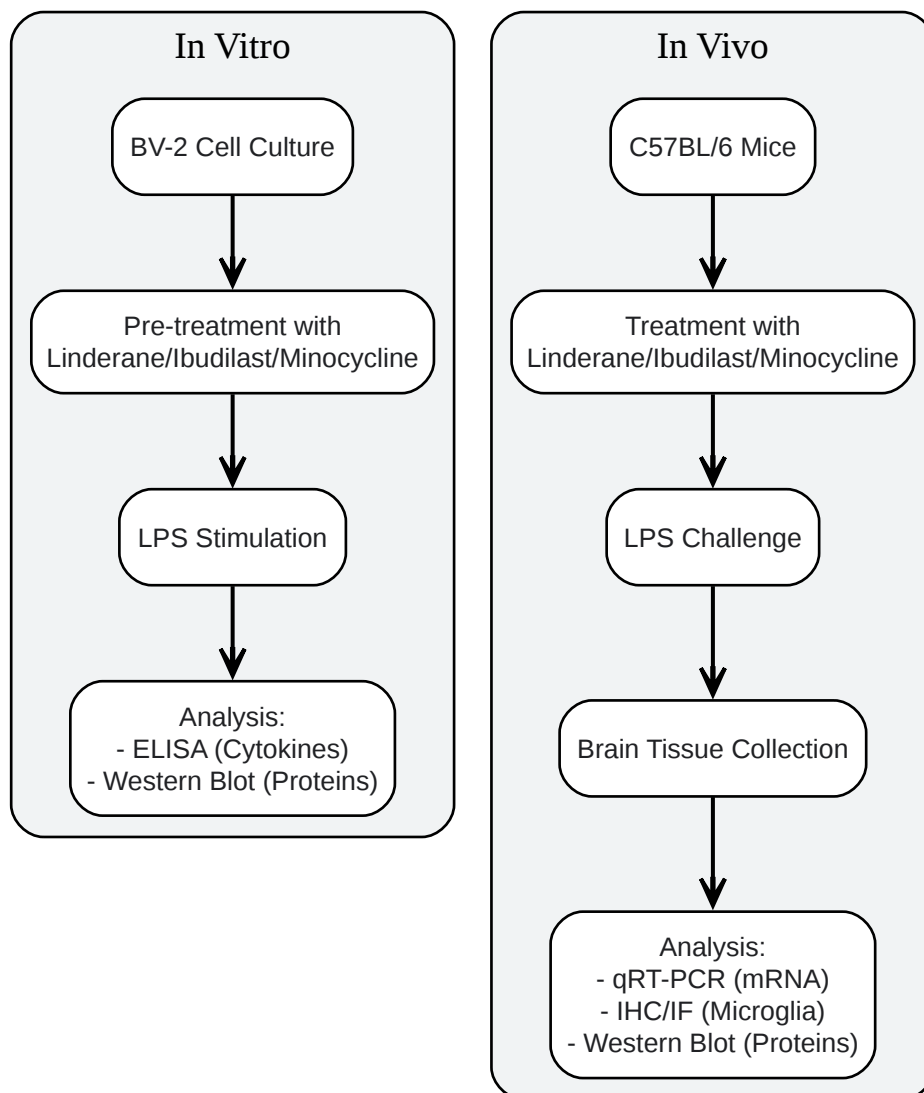 In Vitro
BV-2 Cell Culture
Pre-treatment with
Linderane/Ibudilast/Minocycline
LPS Stimulation
Analysis:
- ELISA (Cytokines)
- Western Blot (Proteins)
In Vivo
C57BL/6 Mice
Treatment with
Linderane/Ibudilast/Minocycline
LPS Challenge
Brain Tissue Collection
Analysis:
- qRT-PCR (mRNA)
- IHC/IF (Microglia)
- Western Blot (Proteins)